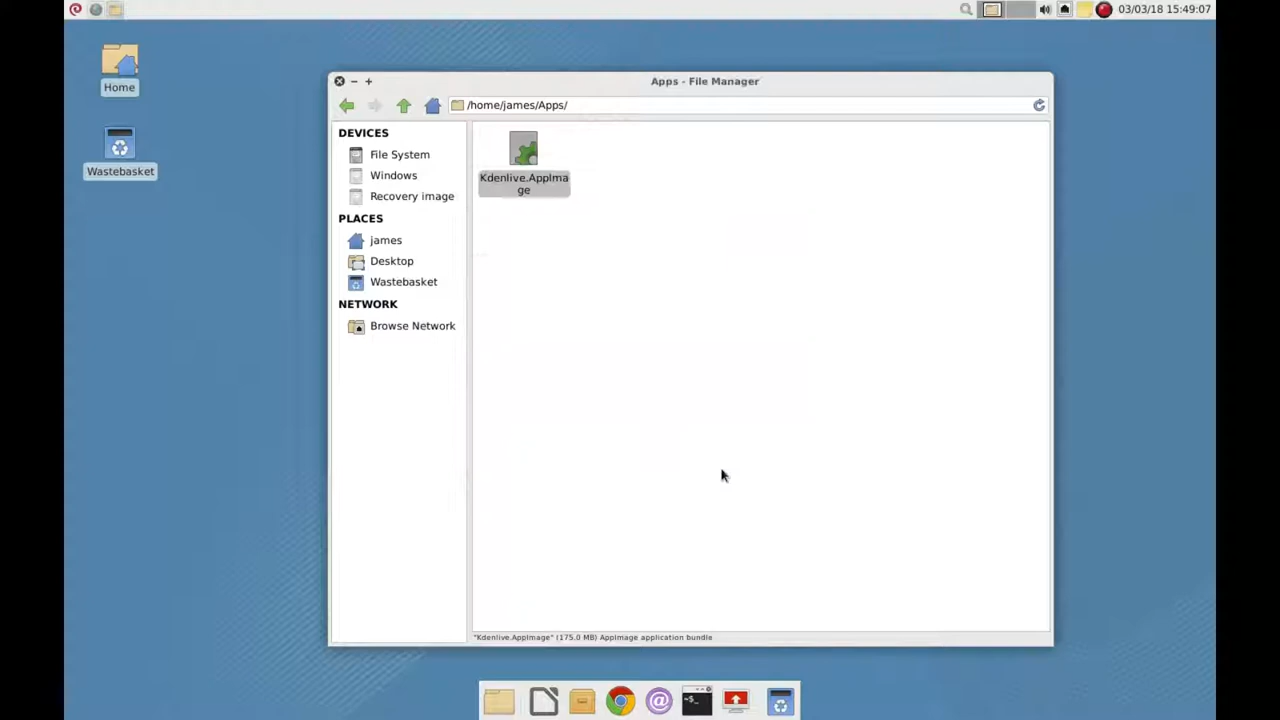 03/03/18 15:49:07
Home
Wastebasket
Apps - File Manager
/home/james/Apps/
DEVICES
File System
Windows
Recovery image
PLACES
james
Desktop
Wastebasket
NETWORK
Browse Network
Kdenlive.AppIma
ge
"Kdenlive.AppImage" (175.0 MB) AppImage application bundle
~$_